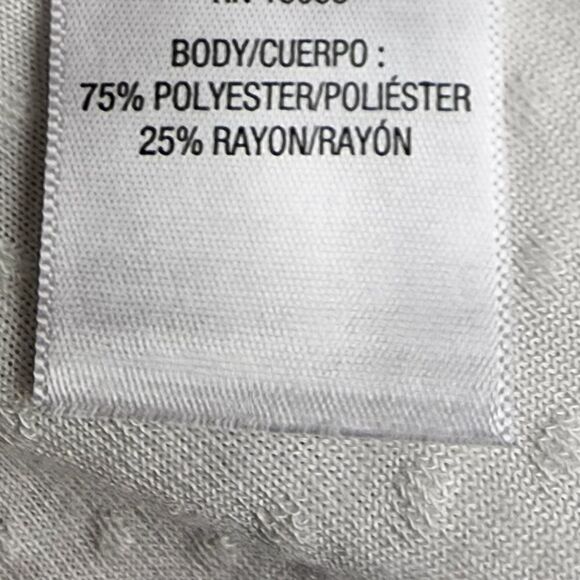 BODY/CUERPO :
75% POLYESTER/POLIÉSTER
25% RAYON/RAYÓN